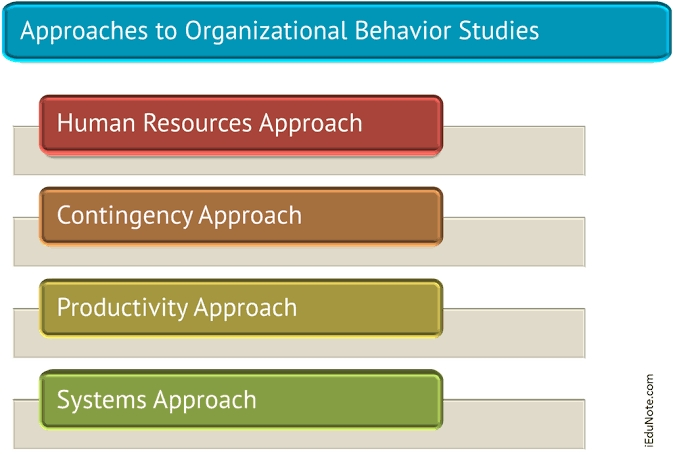 Approaches to Organizational Behavior Studies
Human Resources Approach
Contingency Approach
Productivity Approach
Systems Approach
iEduNote.com